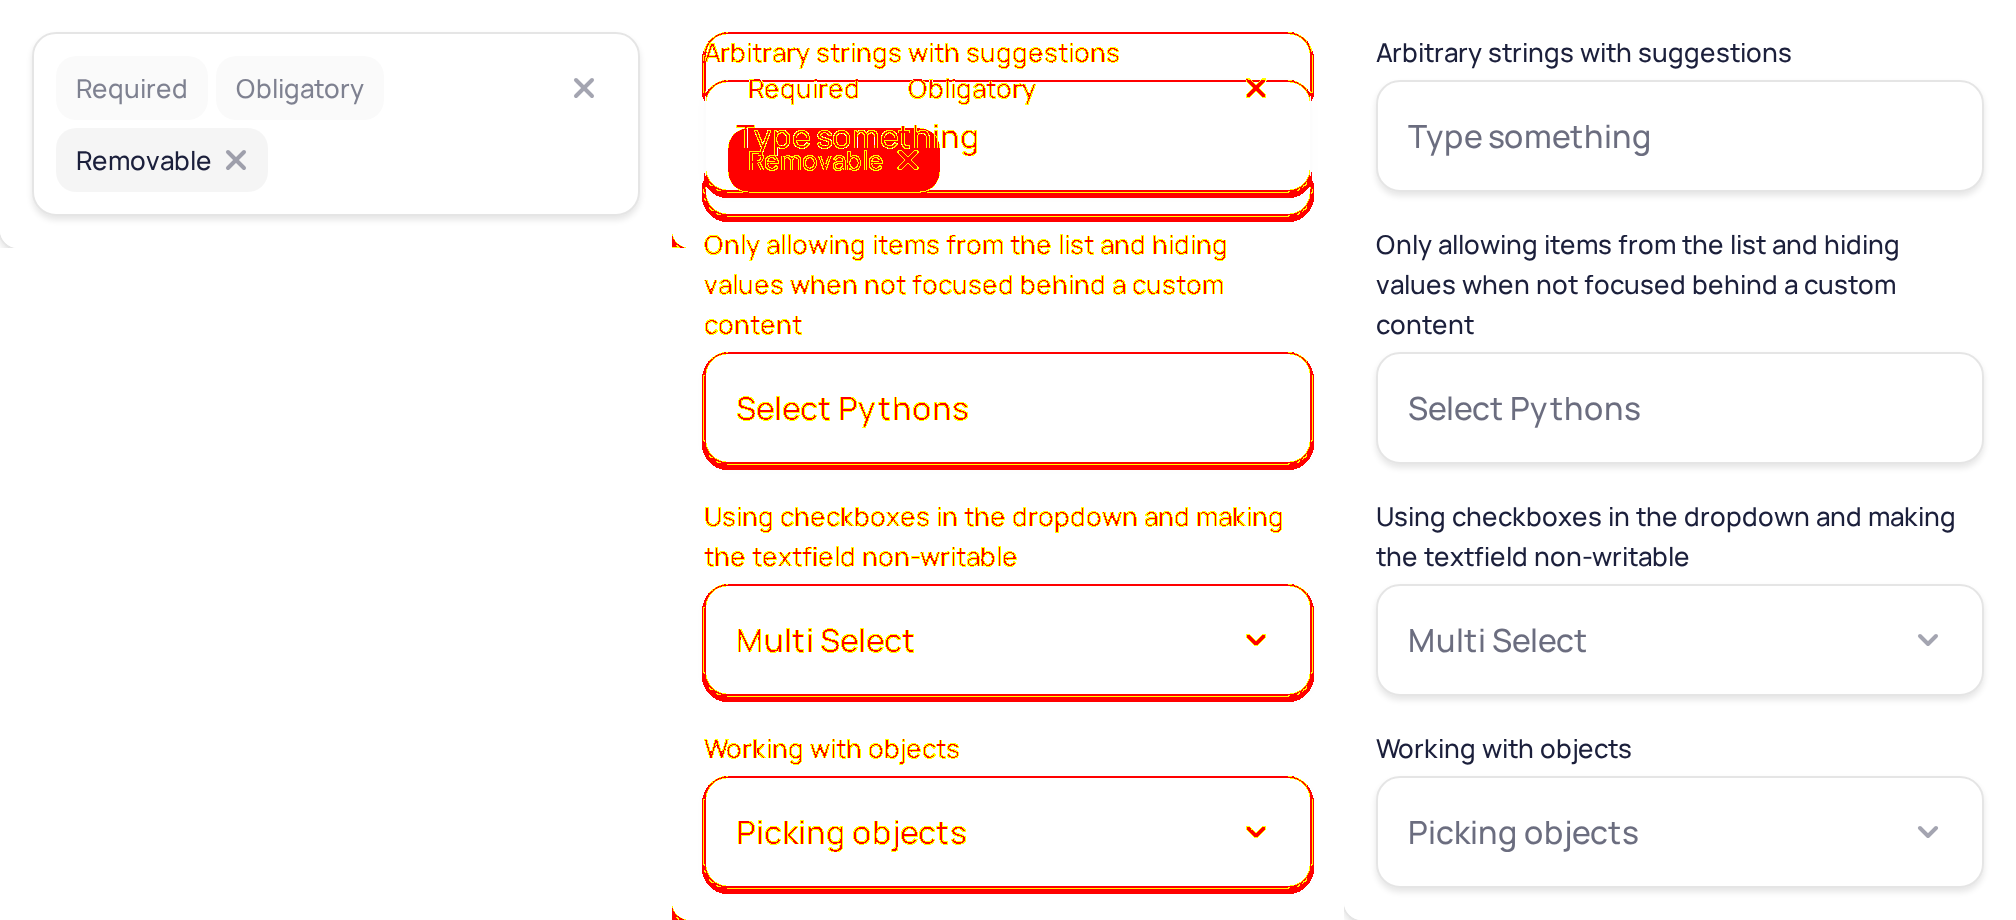 Required Obligatory
Removable
Arbitrary strings with suggestions
Required Obligatory
Type something
Removable
Only allowing items from the list and hiding
values when not focused behind a custom
content
Select Pythons
Using checkboxes in the dropdown and making
the textfield non-writable
Multi Select
Working with objects
Picking objects
Arbitrary strings with suggestions
Type something
Only allowing items from the list and hiding
values when not focused behind a custom
content
Select Pythons
Using checkboxes in the dropdown and making
the textfield non-writable
Multi Select
Working with objects
Picking objects